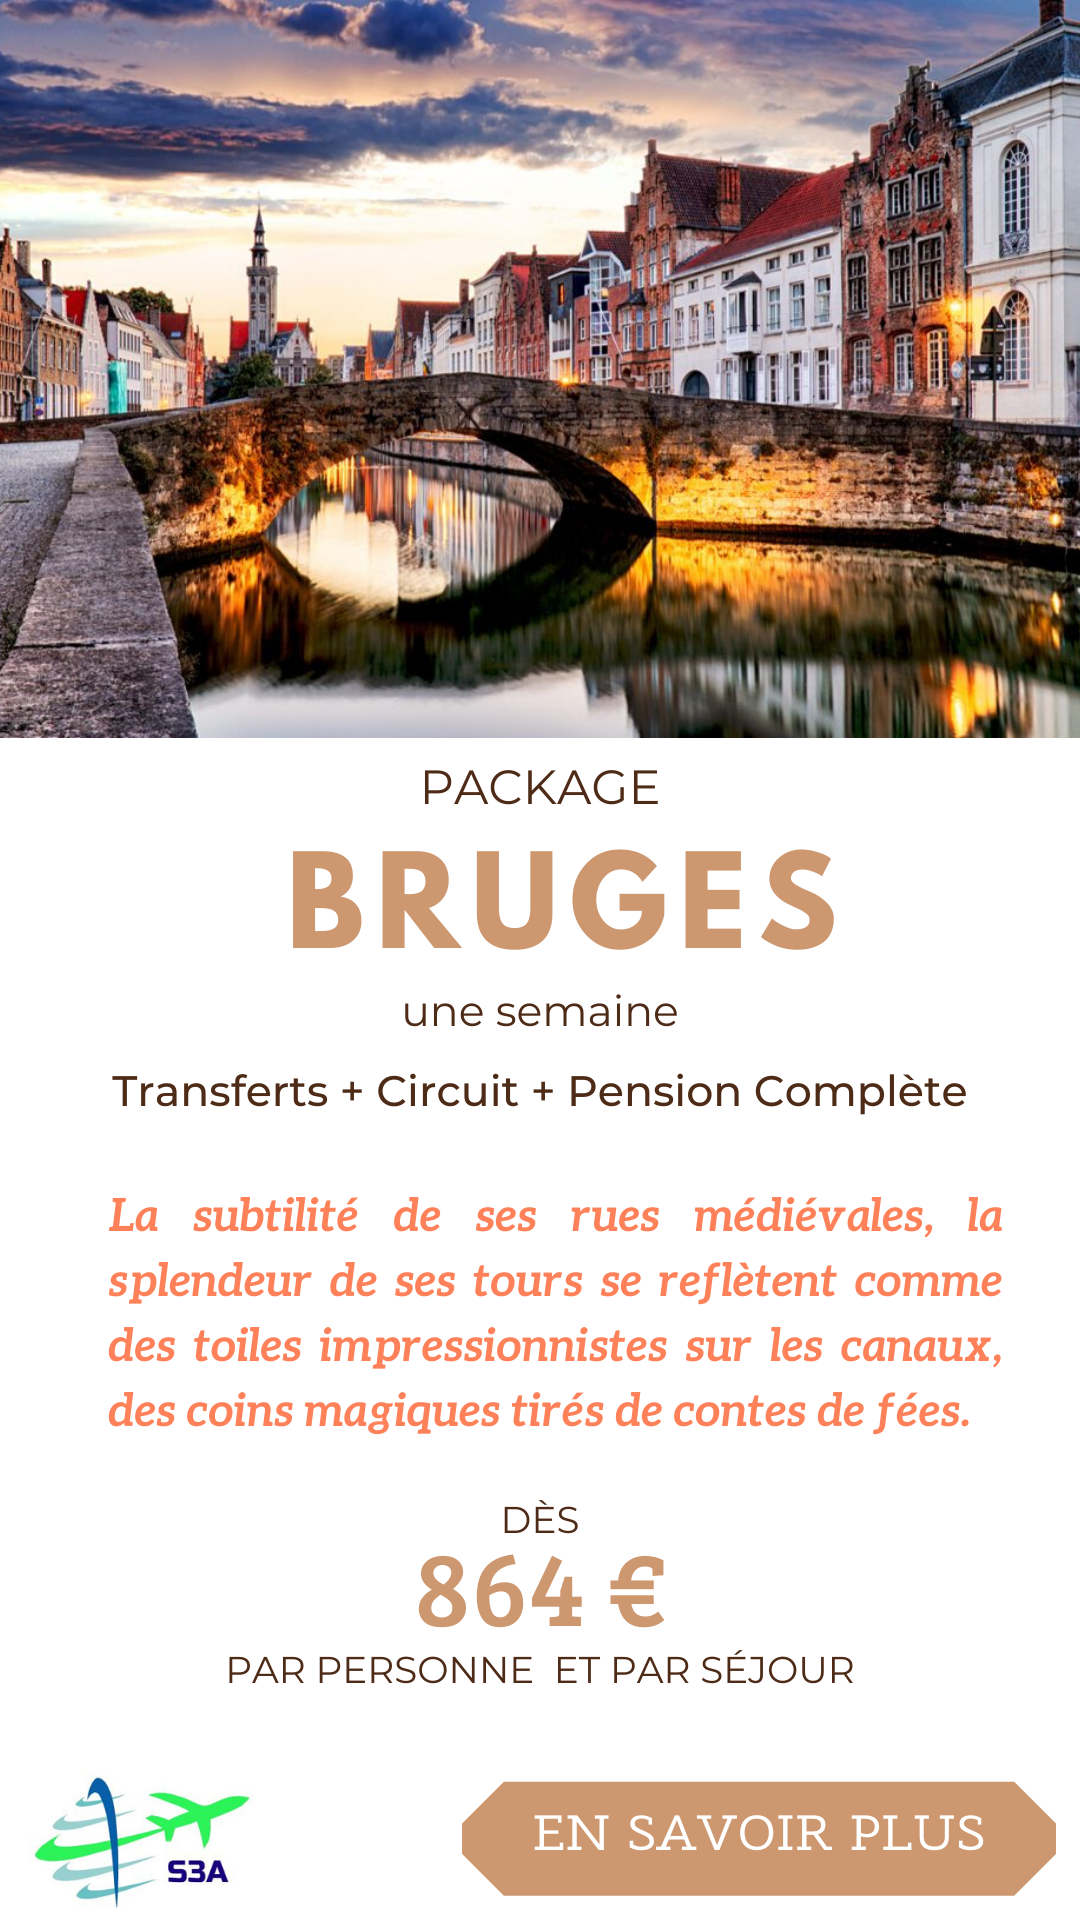 PACKAGE
BRUGES
une semaine
Transferts + Circuit + Pension Complète
La subtilité de ses rues médiévales, la
splendeur de ses tours se reflètent comme
des toiles impressionnistes sur les canaux,
des coins magiques tirés de contes de fées.
DÈS
864 €
PAR PERSONNE ET PAR SÉJOUR
S3A
EN SAVOIR PLUS